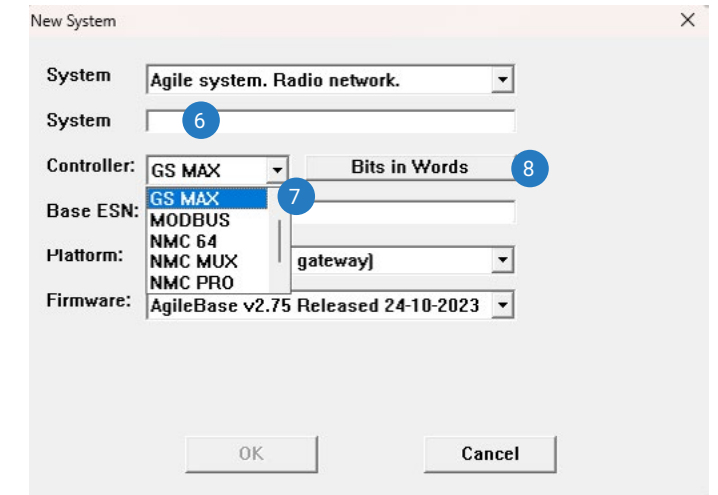 New System
System Agile system. Radio network.
System 6
Controller: GS MAX Bits in Words 8
GS MAX 7
Base ESN:
MODBUS
NMC 64
Platform: NMC MUX gateway)
NMC PRO
Firmware: AgileBase v2.75 Released 24-10-2023
OK Cancel